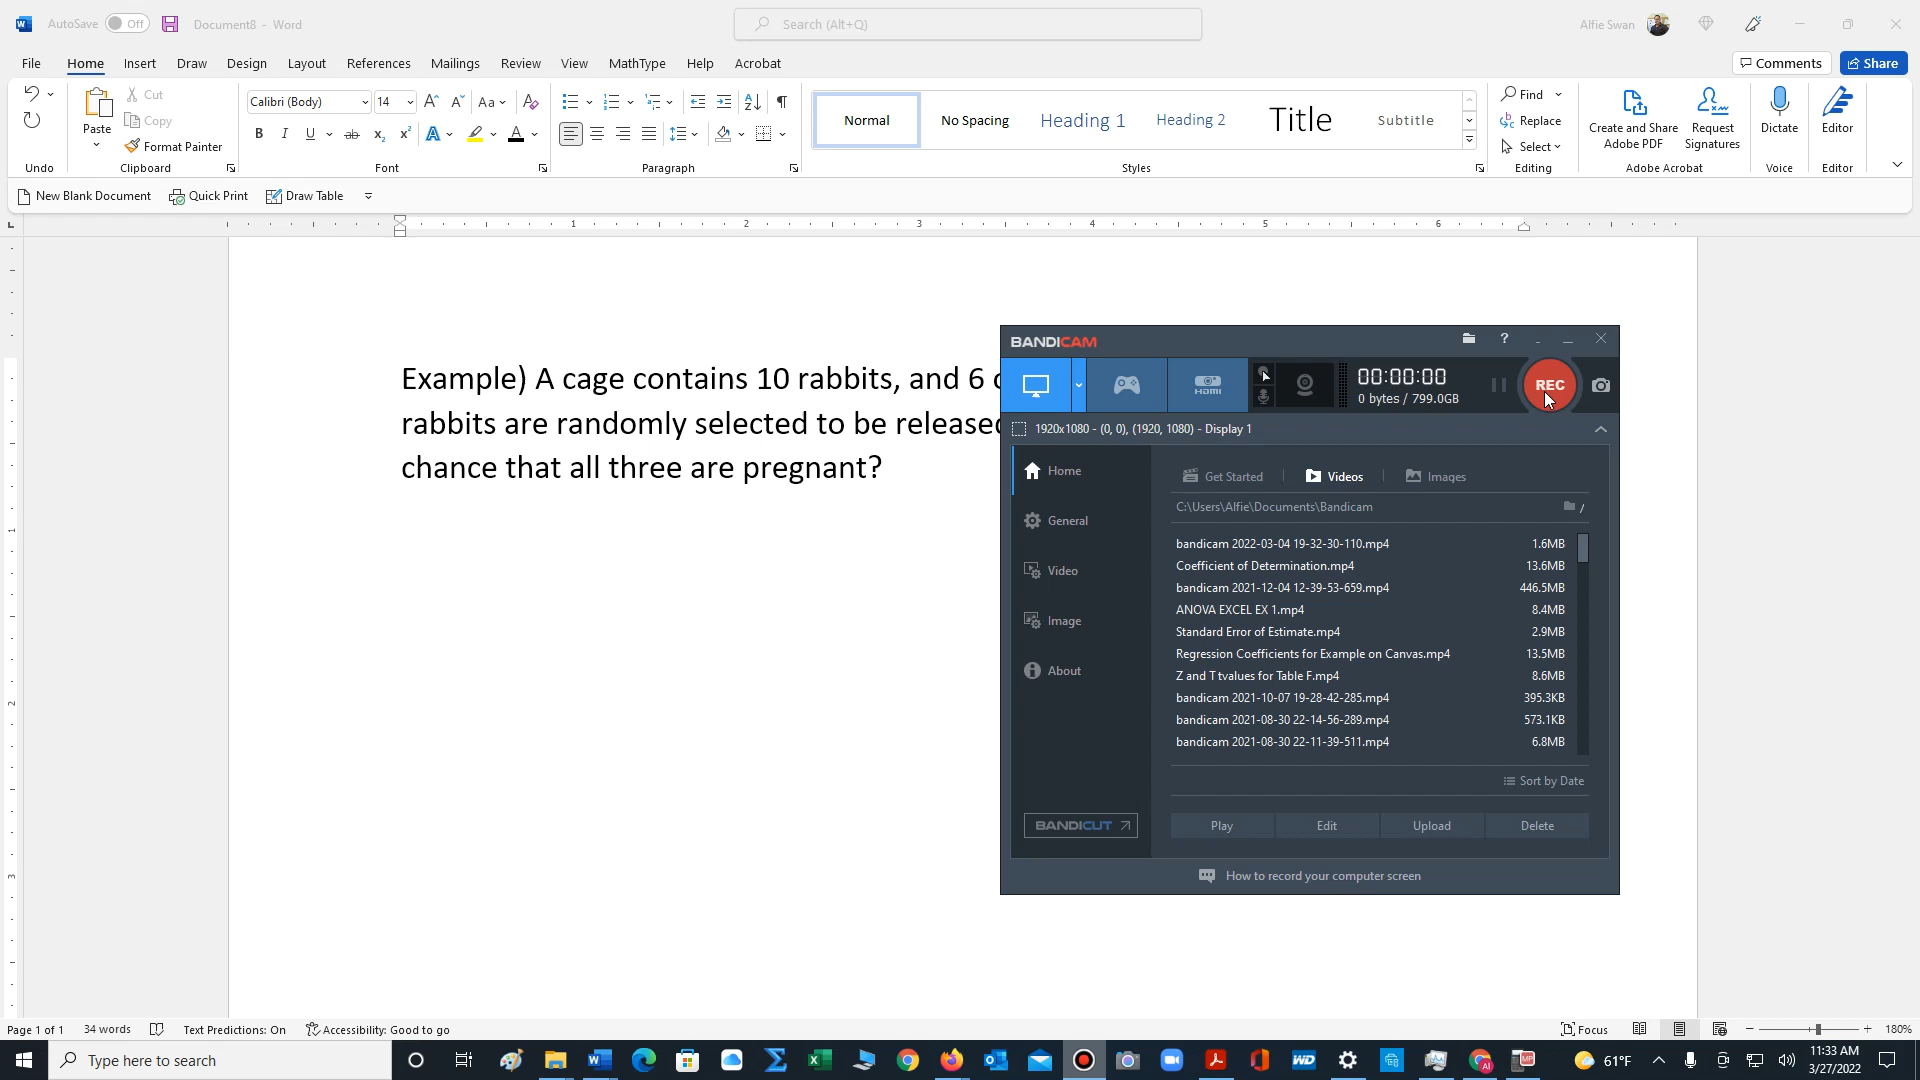 AutoSave Off Document8 - Word Search (Alt+Q) Alfie Swan
File Home Insert Draw Design Layout References Mailings Review View MathType Help Acrobat Comments Share
Cut
Copy
Format Painter
Paste
Calibri (Body) 14
Normal No Spacing Heading 1 Heading 2 Title Subtitle
Find
Replace
Select
Create and Share Adobe PDF
Request Signatures
Dictate
Editor
Undo Clipboard Font Paragraph Styles Editing Adobe Acrobat Voice Editor
New Blank Document Quick Print Draw Table
1 2 3 4 5 6
Example) A cage contains 10 rabbits, and 6
rabbits are randomly selected to be released
chance that all three are pregnant?
BANDICAM
HDMI
00:00:00
0 bytes / 799.0GB
REC
1920x1080 - (0, 0), (1920, 1080) - Display 1
Home
General
Video
Image
About
BANDICUT
Get Started Videos Images
C:\Users\Alfie\Documents\Bandicam
bandicam 2022-03-04 19-32-30-110.mp4 1.6MB
Coefficient of Determination.mp4 13.6MB
bandicam 2021-12-04 12-39-53-659.mp4 446.5MB
ANOVA EXCEL EX 1.mp4 8.4MB
Standard Error of Estimate.mp4 2.9MB
Regression Coefficients for Example on Canvas.mp4 13.5MB
Z and T tvalues for Table F.mp4 8.6MB
bandicam 2021-10-07 19-28-42-285.mp4 395.3KB
bandicam 2021-08-30 22-14-56-289.mp4 573.1KB
bandicam 2021-08-30 22-11-39-511.mp4 6.8MB
Sort by Date
Play Edit Upload Delete
How to record your computer screen
Page 1 of 1 34 words Text Predictions: On Accessibility: Good to go Focus 180%
Type here to search 61°F 11:33 AM
3/27/2022